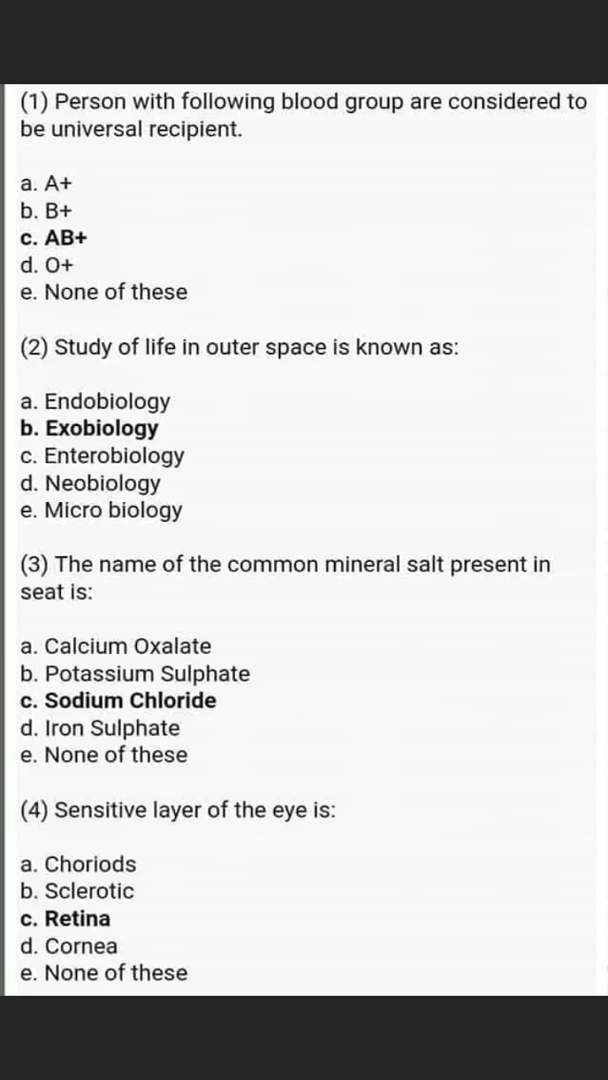 (1) Person with following blood group are considered to
be universal recipient.
a. A+
b. B+
c. AB+
d. O+
e. None of these
(2) Study of life in outer space is known as:
a. Endobiology
b. Exobiology
c. Enterobiology
d. Neobiology
e. Micro biology
(3) The name of the common mineral salt present in
seat is:
a. Calcium Oxalate
b. Potassium Sulphate
c. Sodium Chloride
d. Iron Sulphate
e. None of these
(4) Sensitive layer of the eye is:
a. Choriods
b. Sclerotic
c. Retina
d. Cornea
e. None of these